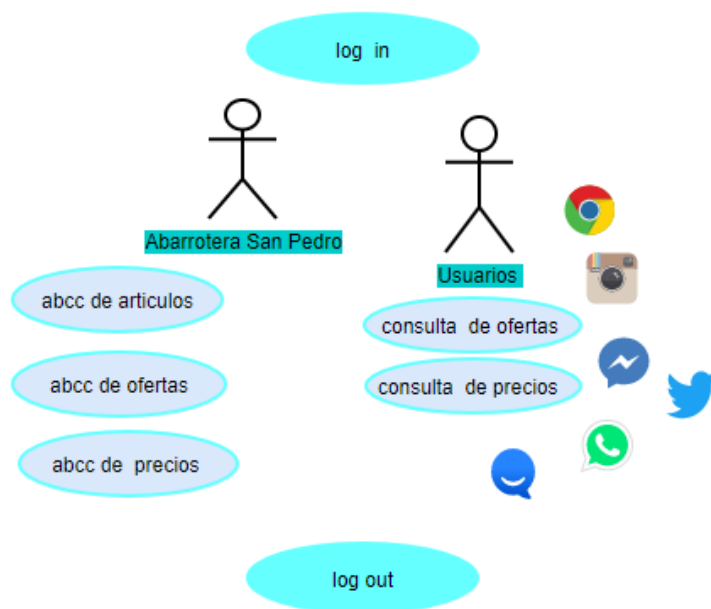 log in
Abarrotera San Pedro
Usuarios
abcc de articulos
consulta de ofertas
abcc de ofertas
consulta de precios
abcc de precios
log out